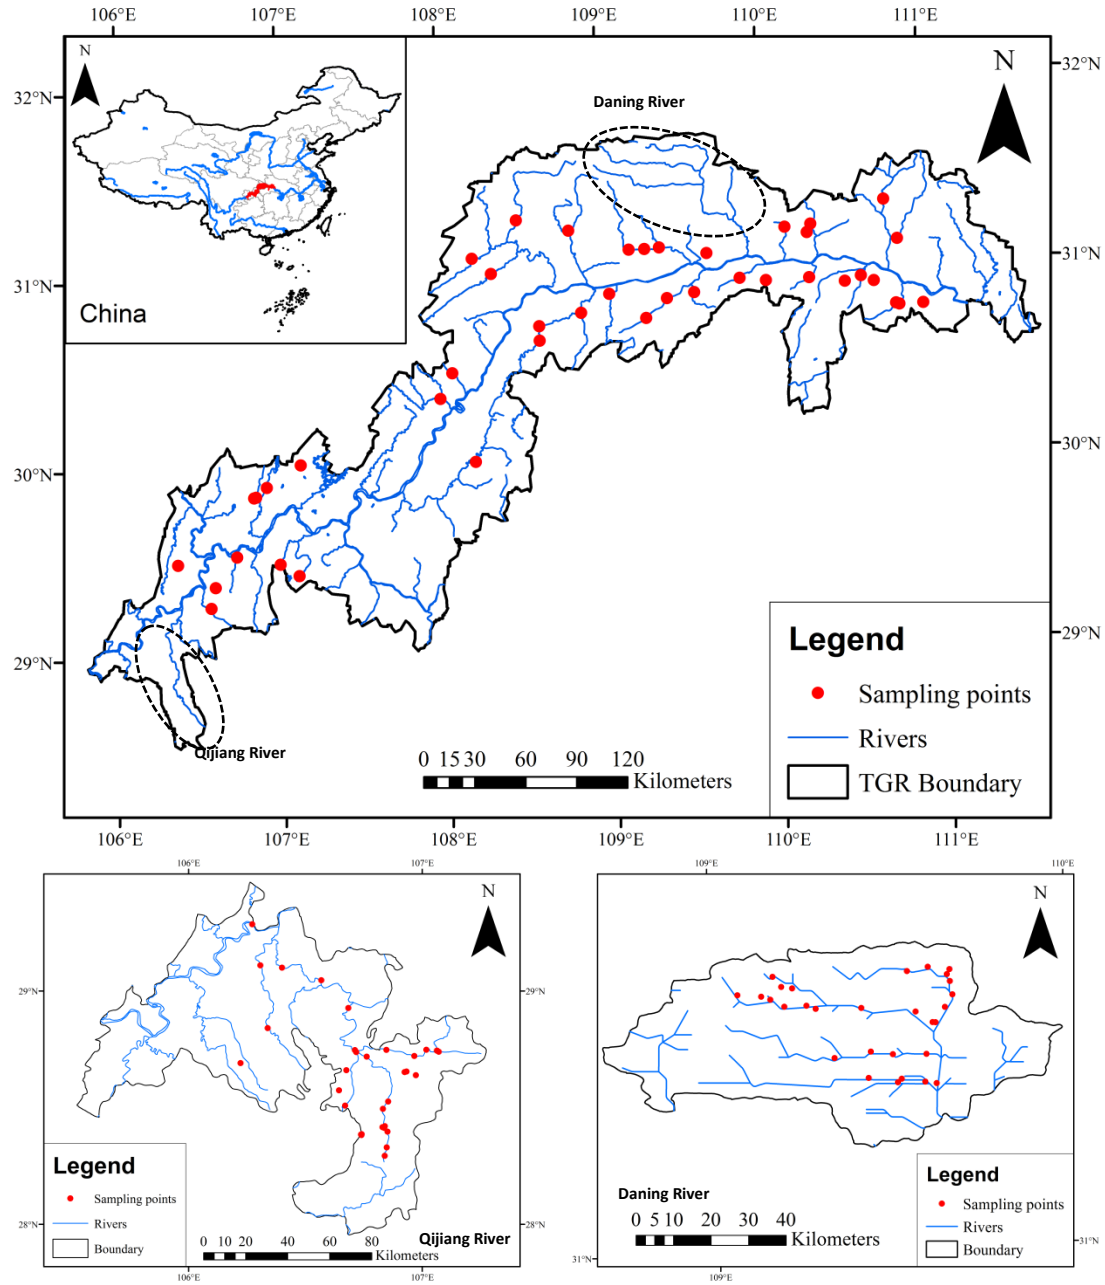 106°E 107°E 108°E 109°E 110°E 111°E
N
China
Daning River
N
32°N
31°N
30°N
29°N
32°N
31°N
30°N
29°N
Qijiang River
0 15 30 60 90 120
Kilometers
Legend
Sampling points
Rivers
TGR Boundary
106°E 107°E 108°E 109°E 110°E 111°E
106°E 107°E
N
29°N
29°N
28°N
28°N
Legend
Sampling points
Rivers
Boundary
0 10 20 40 60 80
Kilometers
Qijiang River
106°E 107°E
109°E 110°E
N
Daning River
0 5 10 20 30 40
Kilometers
Legend
Sampling points
Rivers
Boundary
31°N
31°N
109°E 110°E